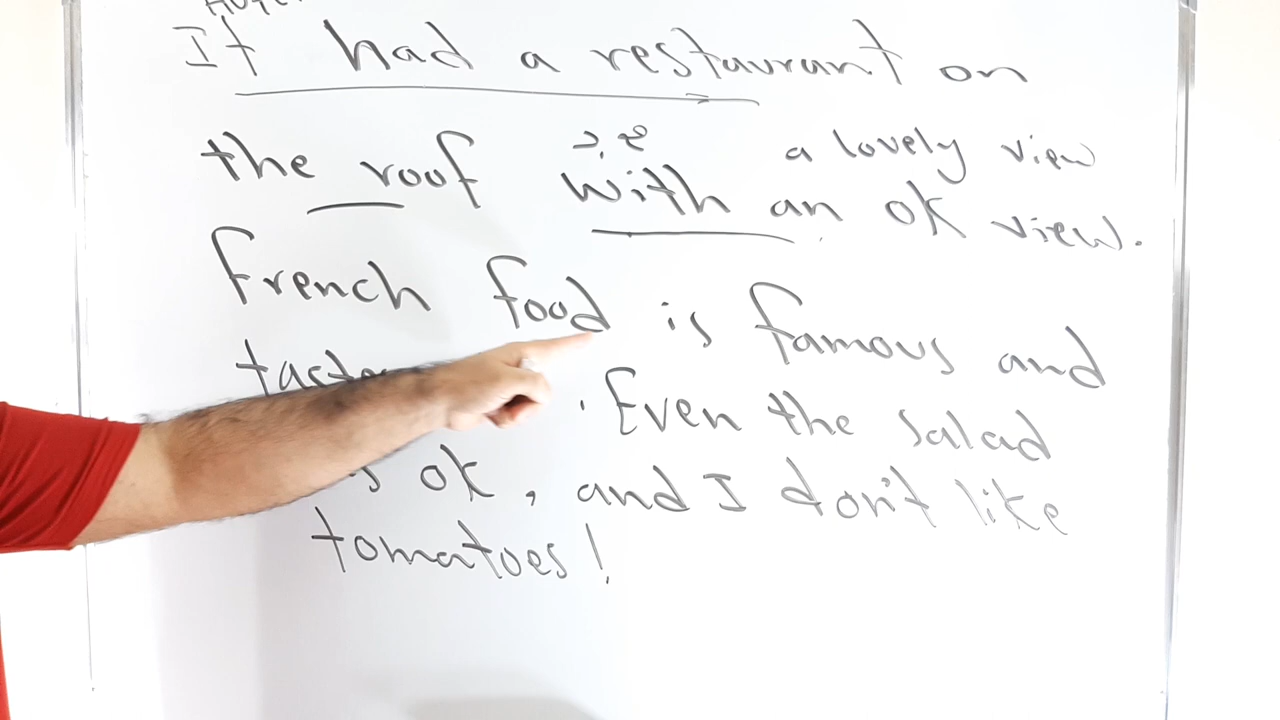 It had a restaurant on
a lovely view
the roof with an ok view.
French food is famous and
. Even the salad
ok, and I don't like
tomatoes!